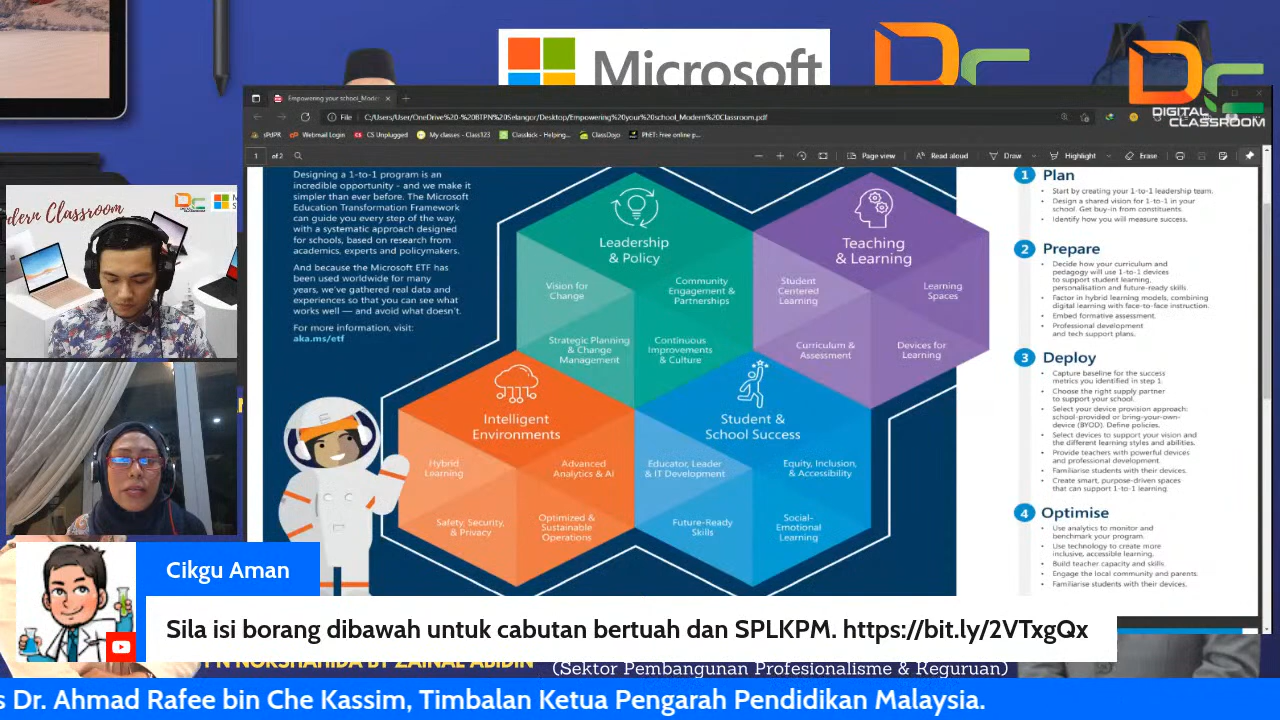 Microsoft
DC
DIGITAL
CLASSROOM
Empowering your school_Mode
File C:/Users/User/OneDrive%20-%20BTPN%20Selangor/Desktop/Empowering%20your%20school_Modern%20Classroom.pdf
sPdPR Webmail Login CS Unplugged My classes - Class123 Classkick - Helping... ClassDojo PhET: Free online p...
1 of 2 Page view Read aloud Draw Highlight Erase
Designing a 1-to-1 program is an
incredible opportunity - and we make it
simpler than ever before. The Microsoft
Education Transformation Framework
can guide you every step of the way,
with a systematic approach designed
for schools, based on research from
academics, experts and policymakers.
And because the Microsoft ETF has
been used worldwide for many
years, we've gathered real data and
experiences so that you can see what
works well — and avoid what doesn't.
For more information, visit:
aka.ms/etf
Leadership
& Policy
Vision for
Change
Community
Engagement &
Partnerships
Strategic Planning
& Change
Management
Continuous
Improvements
& Culture
Teaching
& Learning
Student
Centered
Learning
Learning
Spaces
Curriculum &
Assessment
Devices for
Learning
Intelligent
Environments
Hybrid
Learning
Advanced
Analytics & AI
Safety, Security,
& Privacy
Optimized &
Sustainable
Operations
Student &
School Success
Educator, Leader
& IT Development
Equity, Inclusion,
& Accessibility
Future-Ready
Skills
Social-
Emotional
Learning
1 Plan
• Start by creating your 1-to-1 leadership team.
• Design a shared vision for 1-to-1 in your
school. Get buy-in from constituents.
• Identify how you will measure success.
2 Prepare
• Decide how your curriculum and
pedagogy will use 1-to-1 devices
to support student learning,
personalisation and future-ready skills.
• Factor in hybrid learning models, combining
digital learning with face-to-face instruction.
• Embed formative assessment.
• Professional development
and tech support plans.
3 Deploy
• Capture baseline for the success
metrics you identified in step 1.
• Choose the right supply partner
to support your school.
• Select your device provision approach:
school-provided or bring-your-own-
device (BYOD). Define policies.
• Select devices to support your vision and
the different learning styles and abilities.
• Provide teachers with powerful devices
and professional development.
• Familiarise students with their devices.
• Create smart, purpose-driven spaces
that can support 1-to-1 learning.
4 Optimise
• Use analytics to monitor and
benchmark your program.
• Use technology to create more
inclusive, accessible learning.
• Build teacher capacity and skills.
• Engage the local community and parents.
• Familiarise students with their devices.
dern Classroom
Cikgu Aman
Sila isi borang dibawah untuk cabutan bertuah dan SPLKPM. https://bit.ly/2VTxgQx
NORSHAHIDA BT ZAINAL ABIDIN
(Sektor Pembangunan Profesionalisme & Keguruan)
s Dr. Ahmad Rafee bin Che Kassim, Timbalan Ketua Pengarah Pendidikan Malaysia.